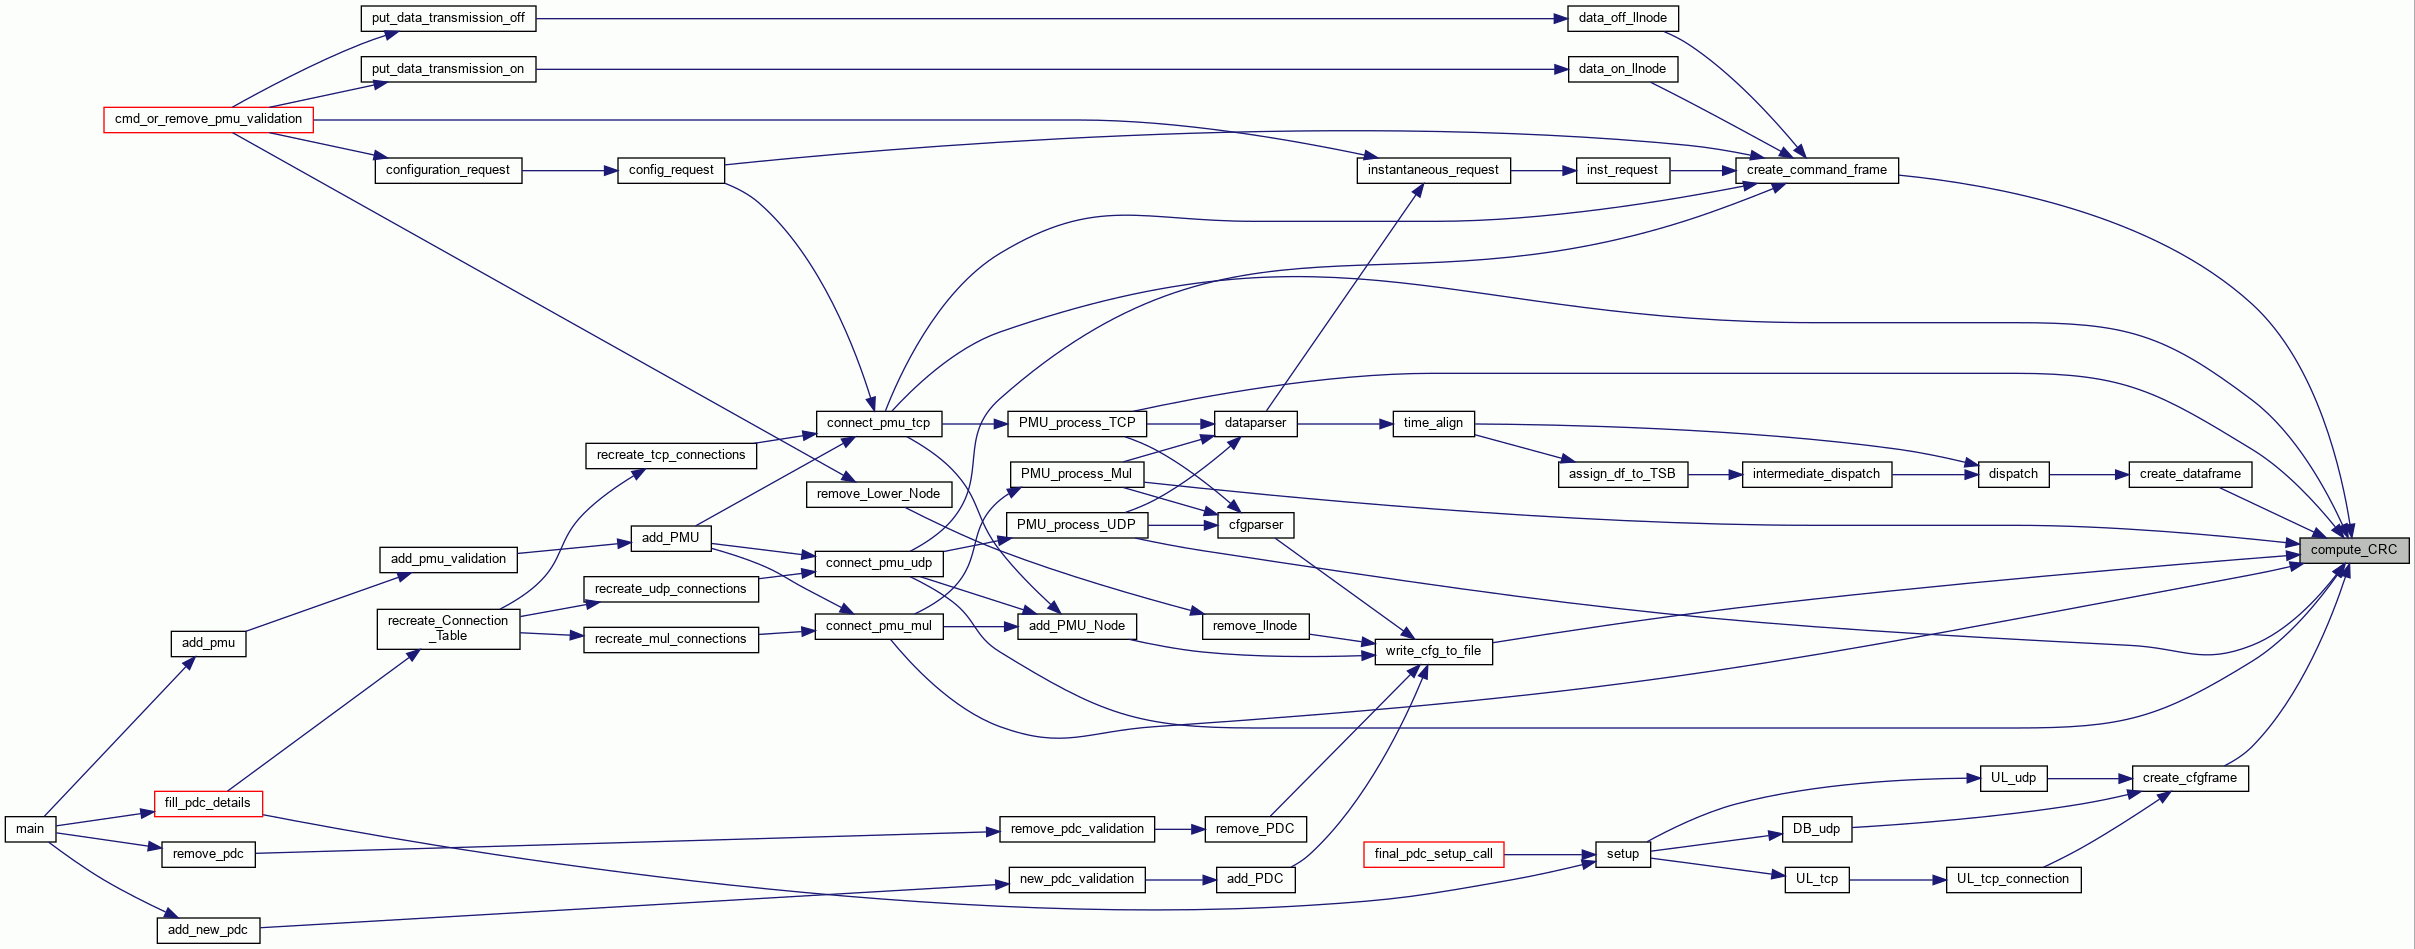 put_data_transmission_off
data_off_llnode
put_data_transmission_on
data_on_llnode
cmd_or_remove_pmu_validation
configuration_request
config_request
instantaneous_request
inst_request
create_command_frame
connect_pmu_tcp
PMU_process_TCP
dataparser
time_align
recreate_tcp_connections
PMU_process_Mul
assign_df_to_TSB
intermediate_dispatch
dispatch
create_dataframe
remove_Lower_Node
PMU_process_UDP
cfgparser
add_PMU
compute_CRC
add_pmu_validation
connect_pmu_udp
recreate_udp_connections
recreate_Connection
_Table
connect_pmu_mul
add_PMU_Node
remove_llnode
recreate_mul_connections
add_pmu
write_cfg_to_file
UL_udp
create_cfgframe
fill_pdc_details
main
remove_pdc_validation
remove_PDC
DB_udp
remove_pdc
final_pdc_setup_call
setup
new_pdc_validation
add_PDC
UL_tcp
UL_tcp_connection
add_new_pdc